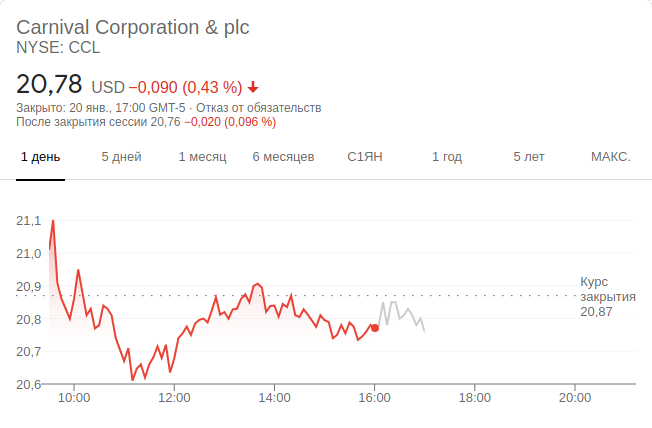 Carnival Corporation & plc
NYSE: CCL
20,78 USD −0,090 (0,43 %)
Закрыто: 20 янв., 17:00 GMT-5 · Отказ от обязательств
После закрытия сессии 20,76 −0,020 (0,096 %)
1 день 5 дней 1 месяц 6 месяцев С1ЯН 1 год 5 лет МАКС.
21,1
21,0
20,9
20,8
20,7
20,6
Курс
закрытия
20,87
10:00 12:00 14:00 16:00 18:00 20:00